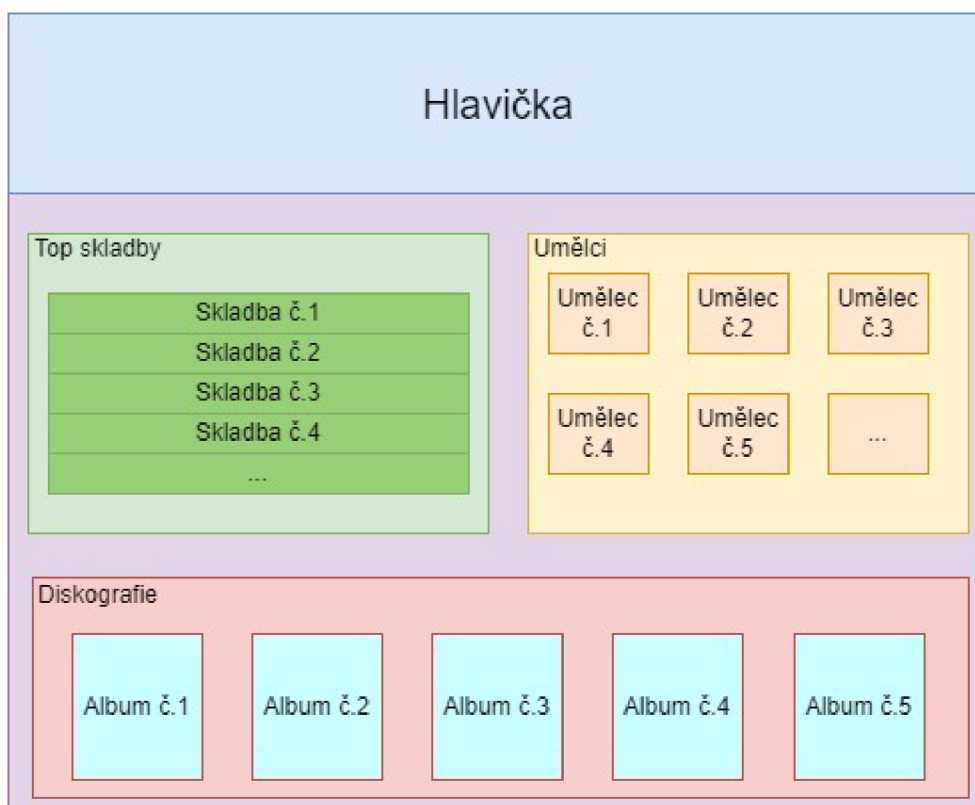 Hlavička
Top skladby
Skladba č.1
Skladba č.2
Skladba č.3
Skladba č.4
...
Umělci
Umělec
č.1
Umělec
č.2
Umělec
č.3
Umělec
č.4
Umělec
č.5
...
Diskografie
Album č.1
Album č.2
Album č.3
Album č.4
Album č.5